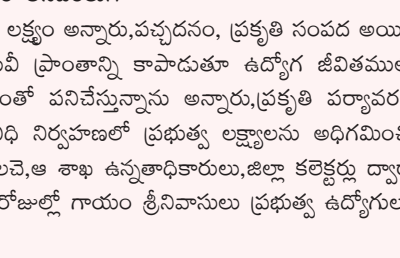 లక్ష్యం అన్నారు,పచ్చదనం, ప్రకృతి సంపద అయి
ప్రాంతాన్ని కాపాడుతూ ఉద్యోగ జీవితముల
పనిచేస్తున్నాను అన్నారు,ప్రకృతి పర్యావర
నిర్వహణలో ప్రభుత్వ లక్ష్యాలను అధిగమించి
ఆ శాఖ ఉన్నతాధికారులు,జిల్లా కలెక్టర్లు ద్వార
రోజుల్లో గాయం శ్రీనివాసులు ప్రభుత్వ ఉద్యోగుల